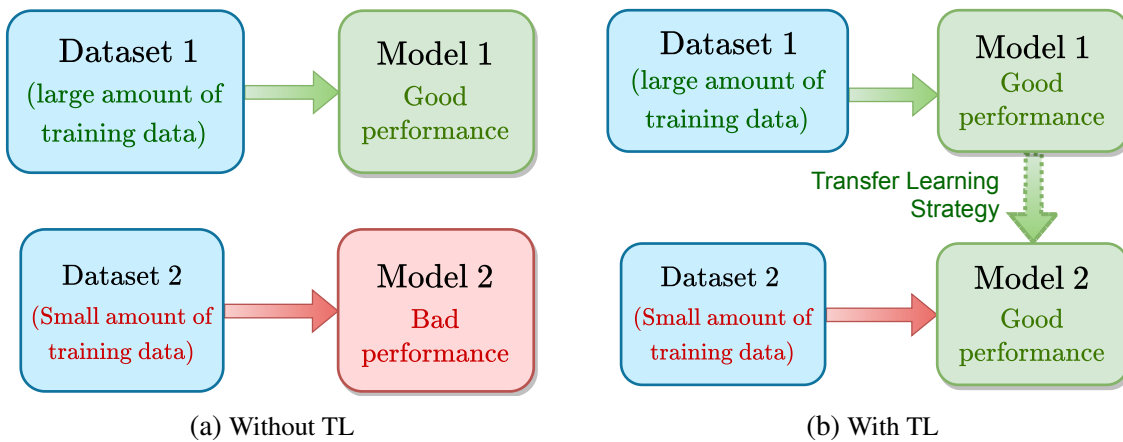 Dataset 1
(large amount of
training data)
Model 1
Good
performance
Dataset 2
(Small amount of
training data)
Model 2
Bad
performance
(a) Without TL
Dataset 1
(large amount of
training data)
Model 1
Good
performance
Transfer Learning
Strategy
Dataset 2
(Small amount of
training data)
Model 2
Good
performance
(b) With TL